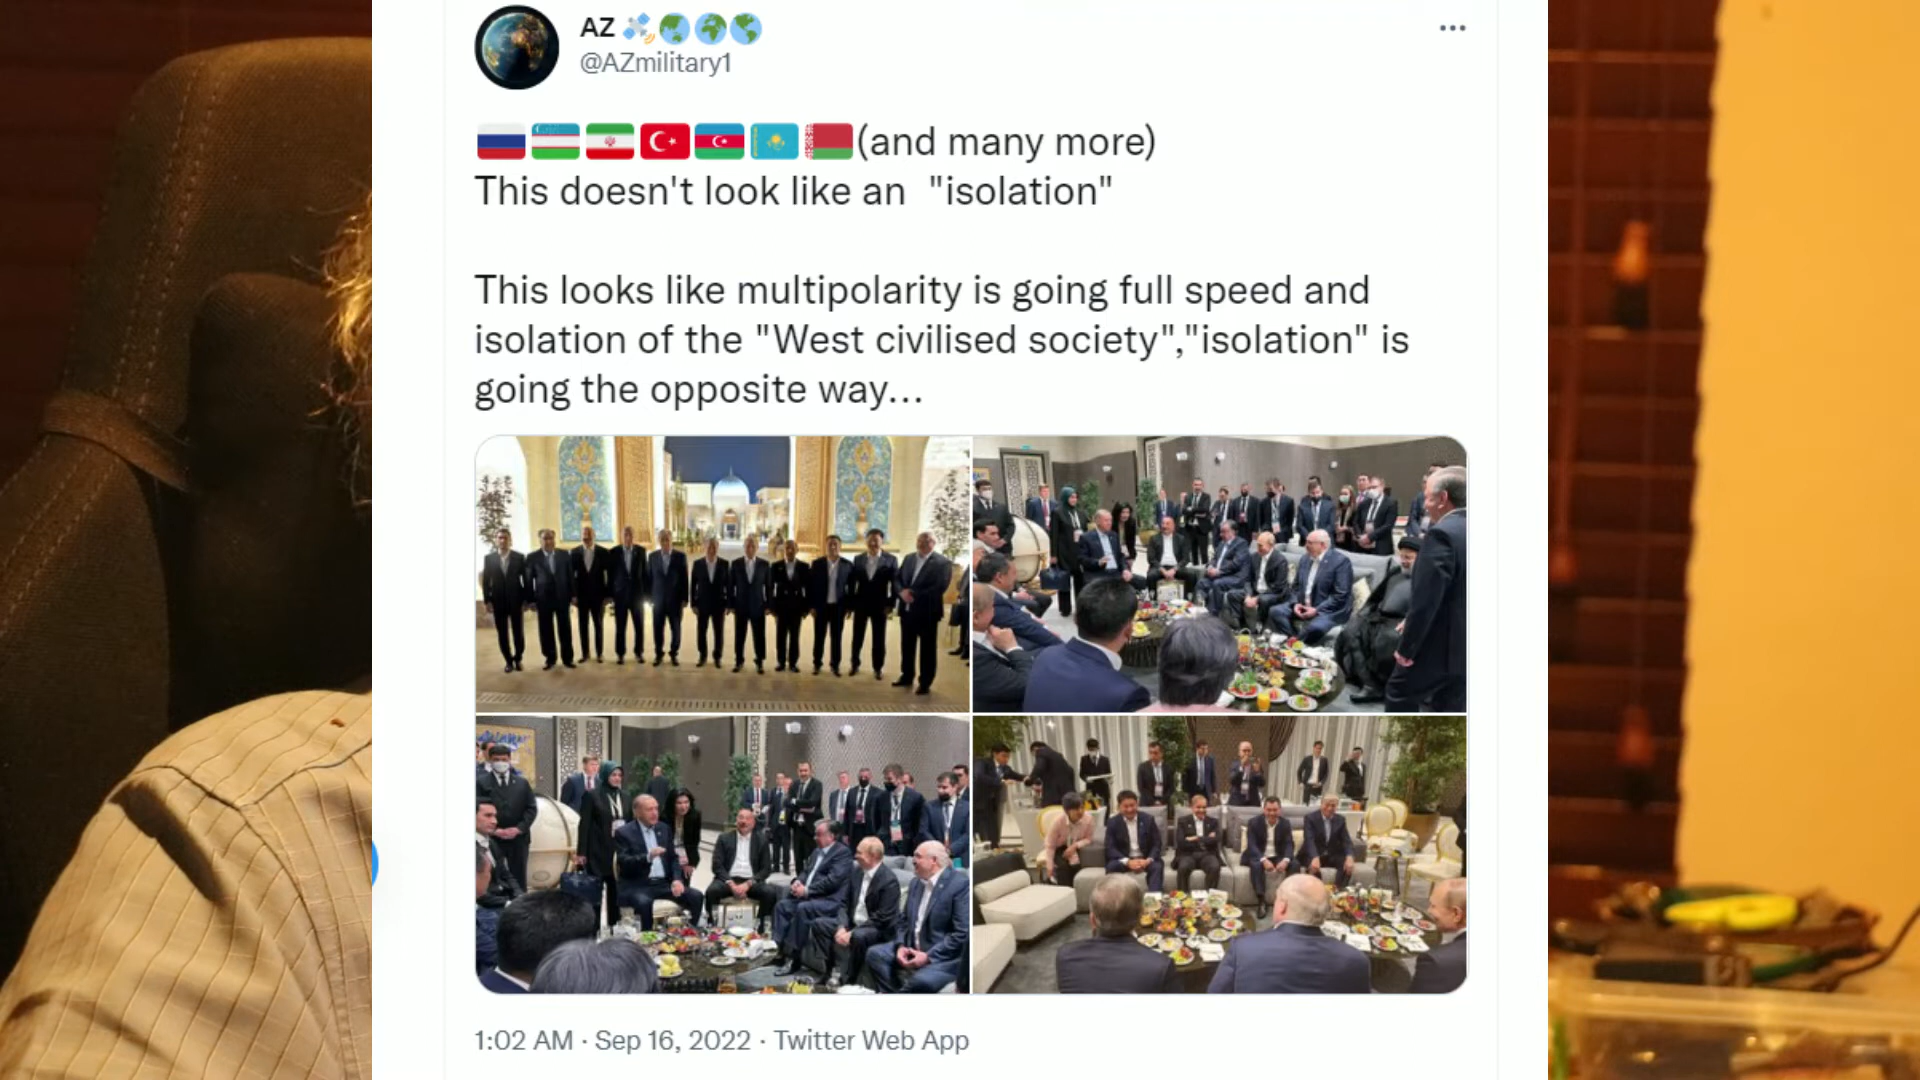 AZ
@AZmilitary1
(and many more)
This doesn't look like an "isolation"
This looks like multipolarity is going full speed and
isolation of the "West civilised society","isolation" is
going the opposite way...
1:02 AM · Sep 16, 2022 · Twitter Web App